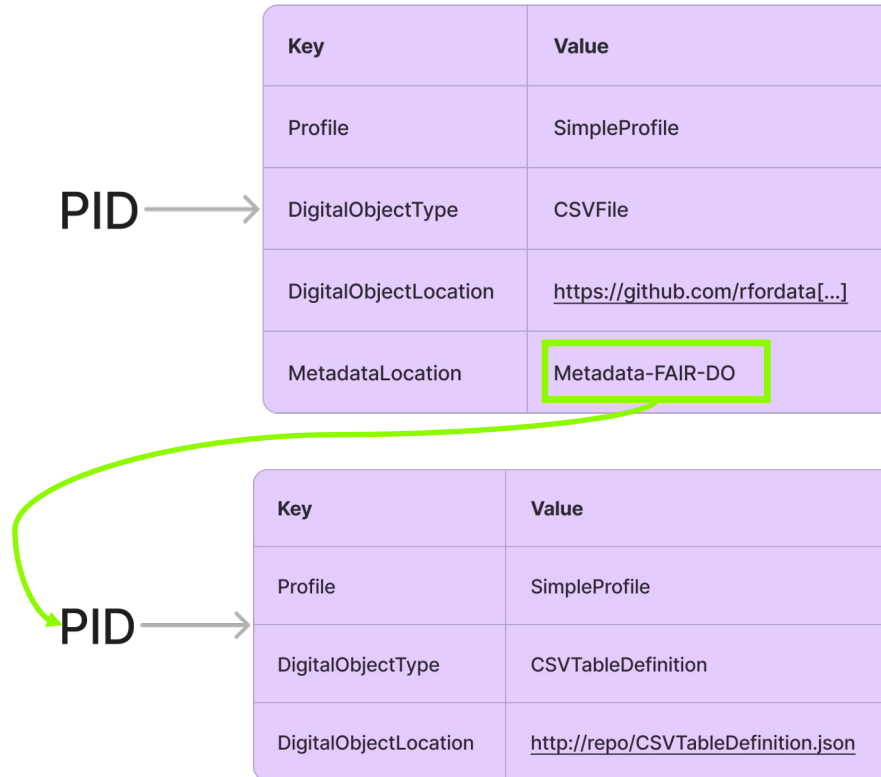 Key Value
Profile SimpleProfile
PID
DigitalObjectType CSVFile
DigitalObjectLocation https://github.com/rfordata[...]
MetadataLocation Metadata-FAIR-DO
Key Value
Profile SimpleProfile
PID
DigitalObjectType CSVTableDefinition
DigitalObjectLocation http://repo/CSVTableDefinition.json